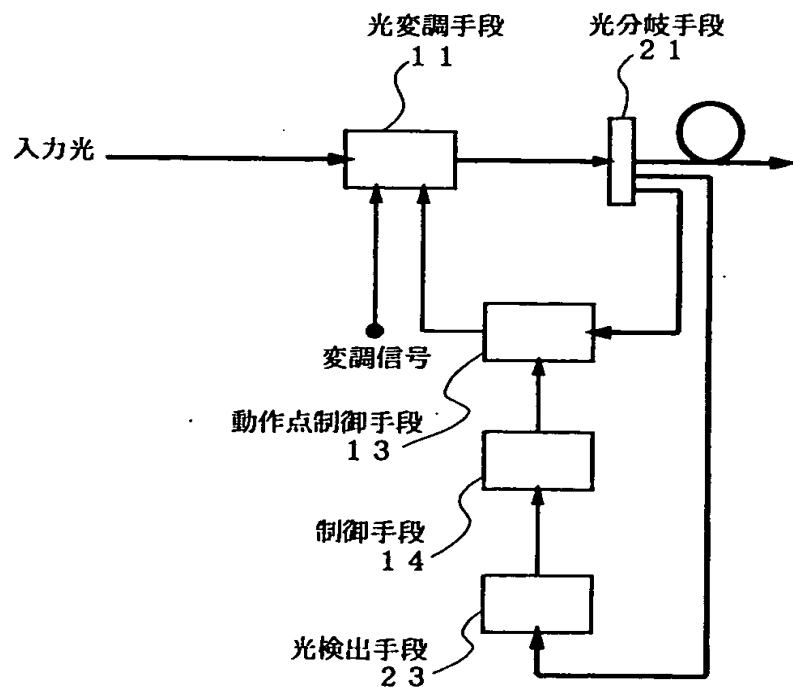 光変調手段
１１
光分岐手段
２１
入力光
変調信号
動作点制御手段
１３
制御手段
１４
光検出手段
２３